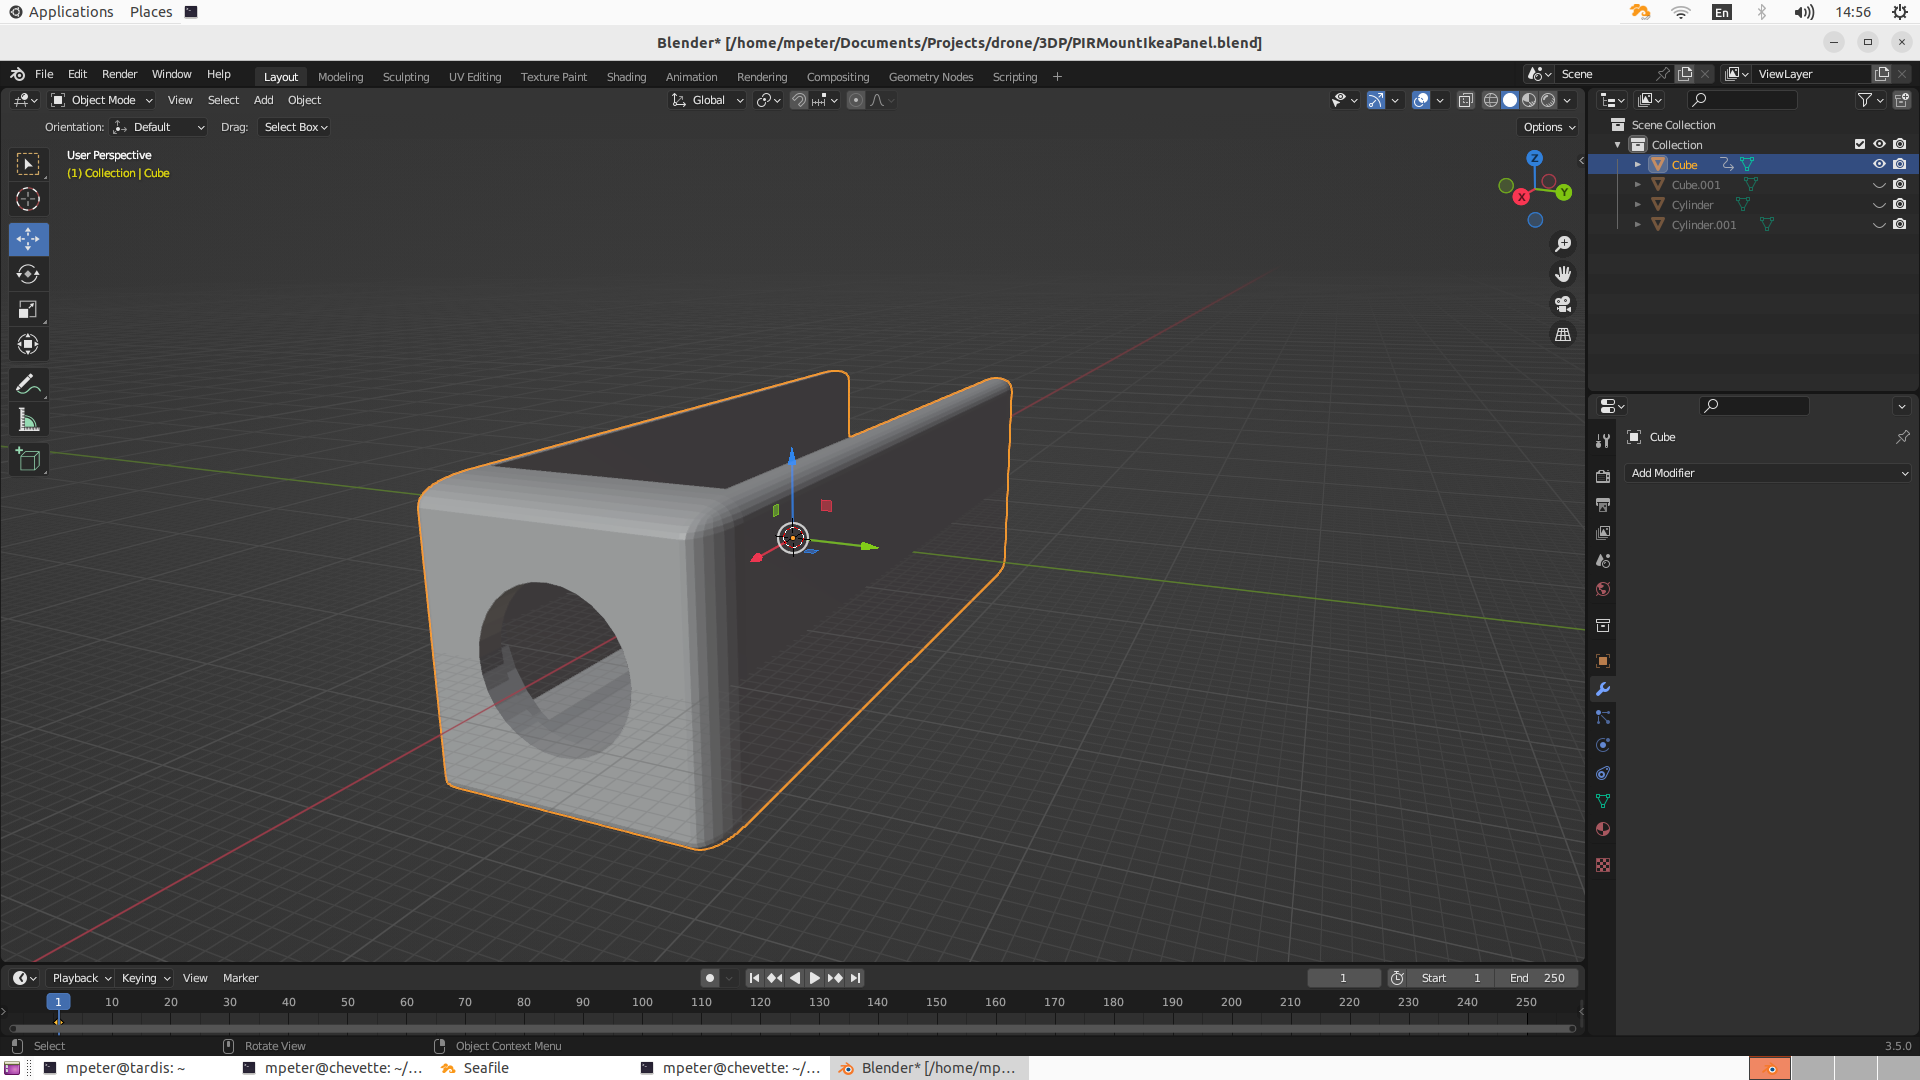 Applications Places En 14:56
Blender* [/home/mpeter/Documents/Projects/drone/3DP/PIRMountIkeaPanel.blend]
File Edit Render Window Help Layout Modeling Sculpting UV Editing Texture Paint Shading Animation Rendering Compositing Geometry Nodes Scripting + Scene ViewLayer
Object Mode View Select Add Object Global
Orientation: Default Drag: Select Box Options
User Perspective
(1) Collection | Cube
Z
Y
X
Scene Collection
Collection
Cube
Cube.001
Cylinder
Cylinder.001
Cube
Add Modifier
Playback Keying View Marker 1 Start 1 End 250
1 10 20 30 40 50 60 70 80 90 100 110 120 130 140 150 160 170 180 190 200 210 220 230 240 250
Select Rotate View Object Context Menu 3.5.0
mpeter@tardis: ~ mpeter@chevette: ~/... Seafile mpeter@chevette: ~/... Blender* [/home/mp...